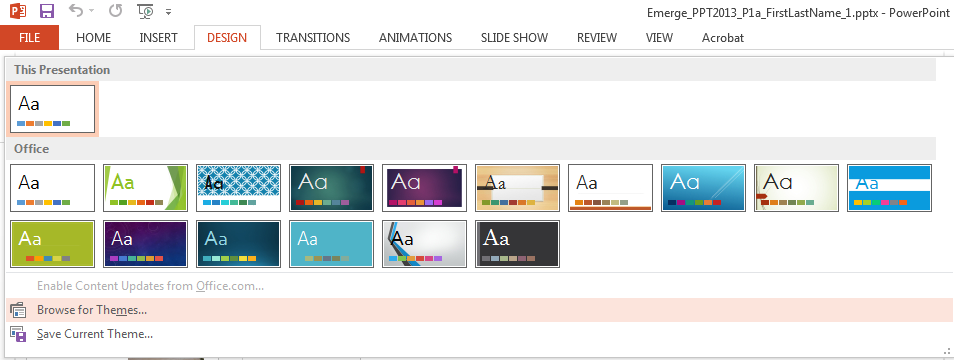 Emerge_PPT2013_P1a_FirstLastName_1.pptx - PowerPoint
FILE HOME INSERT DESIGN TRANSITIONS ANIMATIONS SLIDE SHOW REVIEW VIEW Acrobat
This Presentation
Aa
Office
Aa Aa Aa Aa Aa Aa Aa Aa Aa Aa
Aa Aa Aa Aa Aa Aa
Enable Content Updates from Office.com...
Browse for Themes...
Save Current Theme...